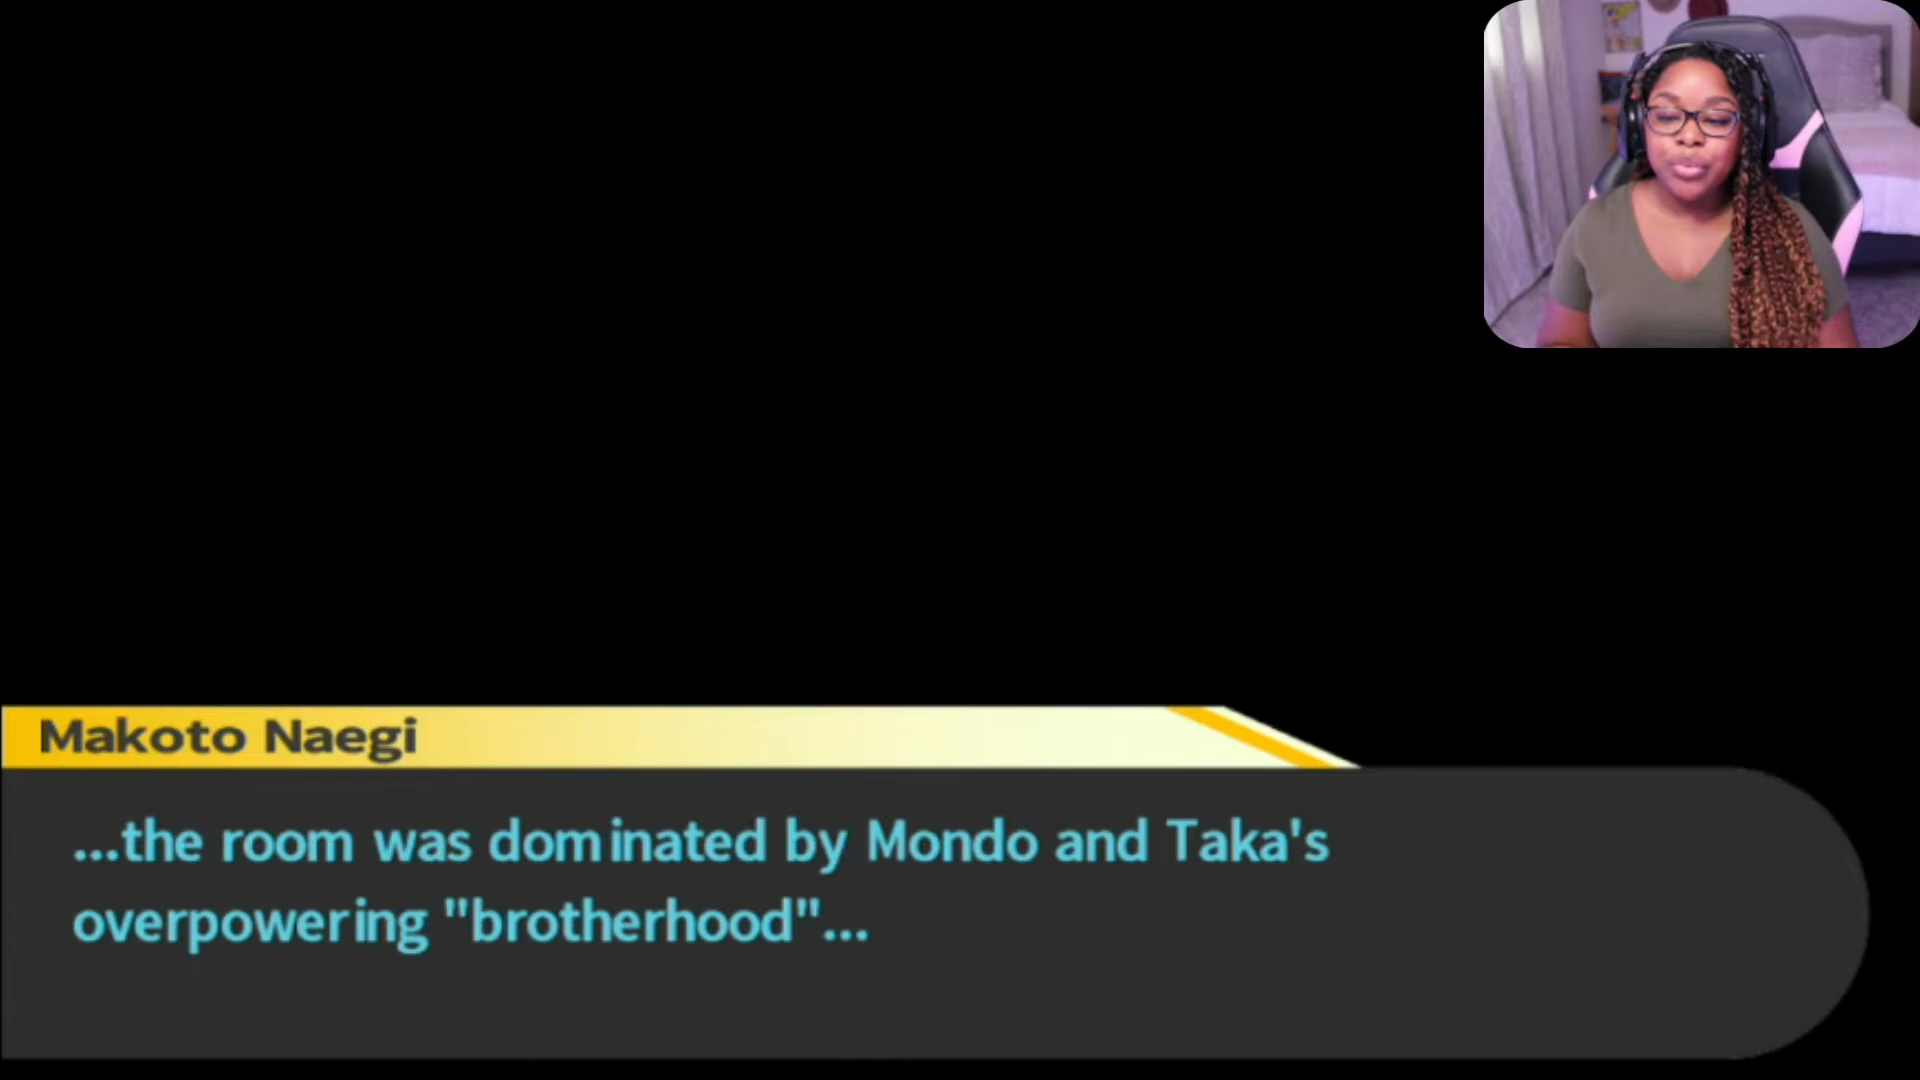 Makoto Naegi
...the room was dominated by Mondo and Taka's
overpowering "brotherhood"...